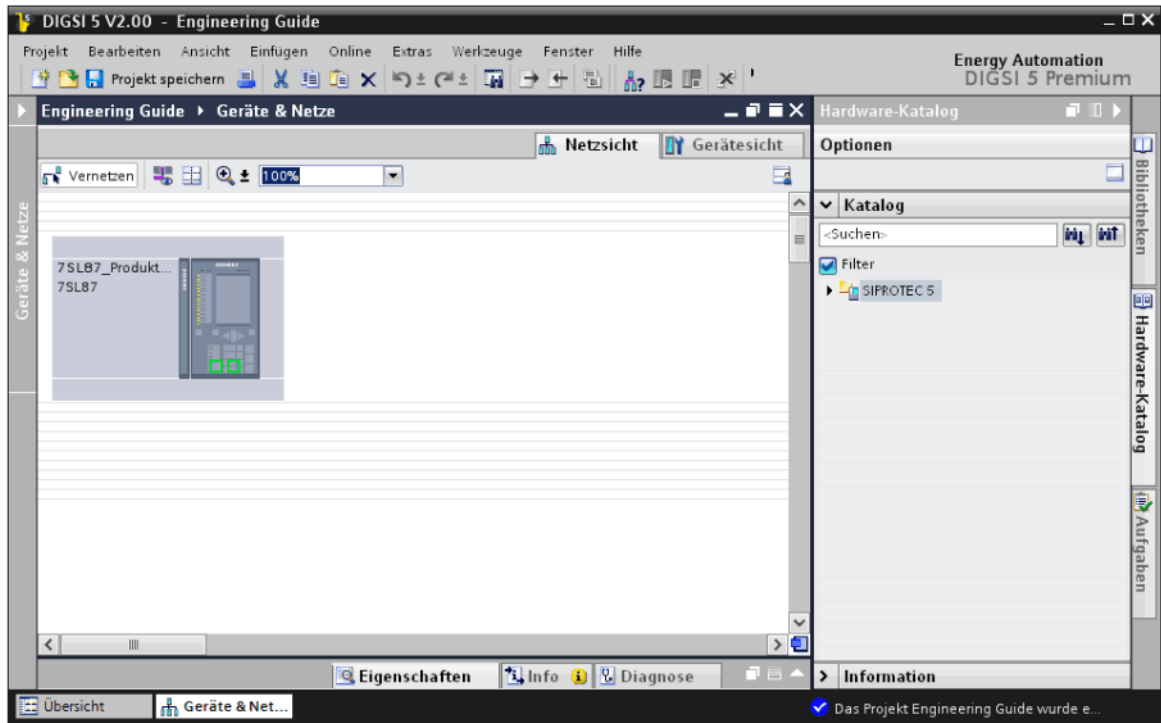 DIGSI 5 V2.00 - Engineering Guide
Projekt Bearbeiten Ansicht Einfügen Online Extras Werkzeuge Fenster Hilfe
Energy Automation
DIGSI 5 Premium
Projekt speichern
Engineering Guide Geräte & Netze
Hardware-Katalog
Netzsicht Gerätesicht
Optionen
Vernetzen 100%
Katalog
<Suchen>
Filter
SIPROTEC 5
7SL87_Produkt...
7SL87
Geräte & Netze
Bibliotheken
Hardware-Katalog
Aufgaben
Eigenschaften Info Diagnose
Information
Übersicht Geräte & Net...
Das Projekt Engineering Guide wurde e...